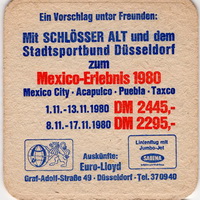 Ein Vorschlag unter Freunden:
Mit SCHLÖSSER ALT und dem
Stadtsportbund Düsseldorf
zum
Mexico-Erlebnis 1980
Mexico City · Acapulco · Puebla · Taxco
1.11.-13.11.1980 DM 2445,-
8.11.-17.11.1980 DM 2295,-
Auskünfte:
Euro-Lloyd
Linienflug mit
Jumbo-Jet
SABENA
Graf-Adolf-Straße 49 · Düsseldorf · Tel. 37 09 40